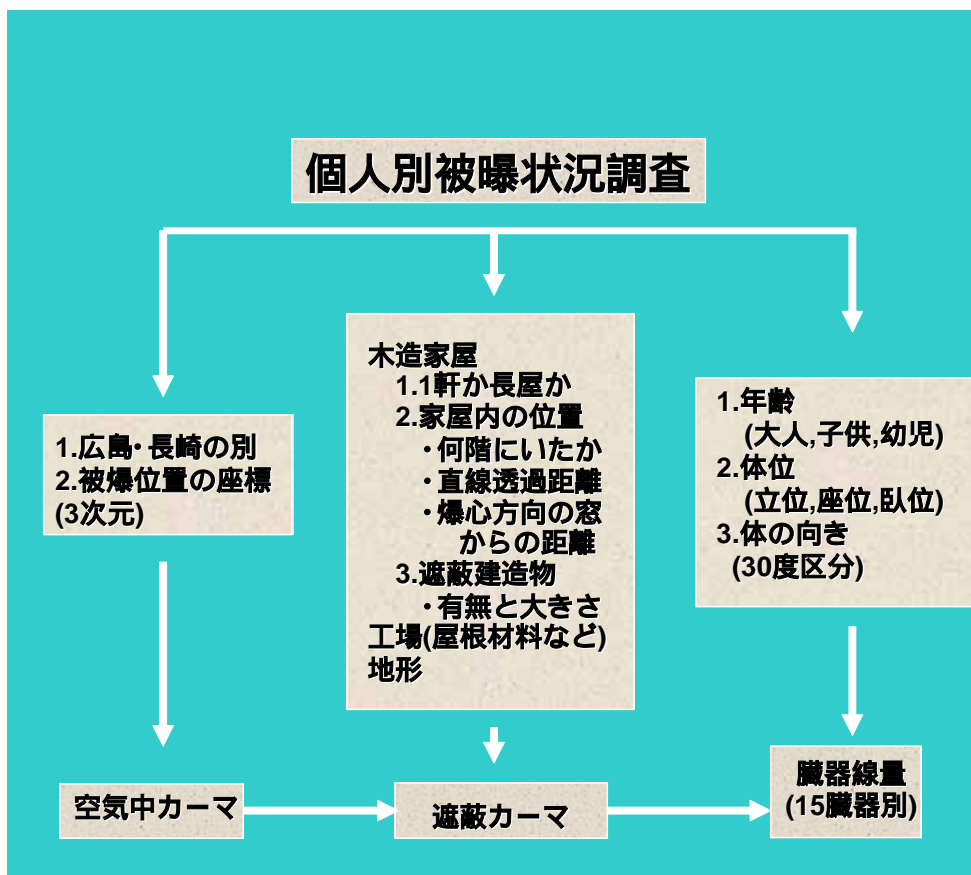 個人別被曝状況調査
1.広島・長崎の別
2.被爆位置の座標
(3次元)
木造家屋
1.1軒か長屋か
2.家屋内の位置
・何階にいたか
・直線透過距離
・爆心方向の窓
からの距離
3.遮蔽建造物
・有無と大きさ
工場(屋根材料など)
地形
1.年齢
(大人,子供,幼児)
2.体位
(立位,座位,臥位)
3.体の向き
(30度区分)
空気中カーマ
遮蔽カーマ
臓器線量
(15臓器別)